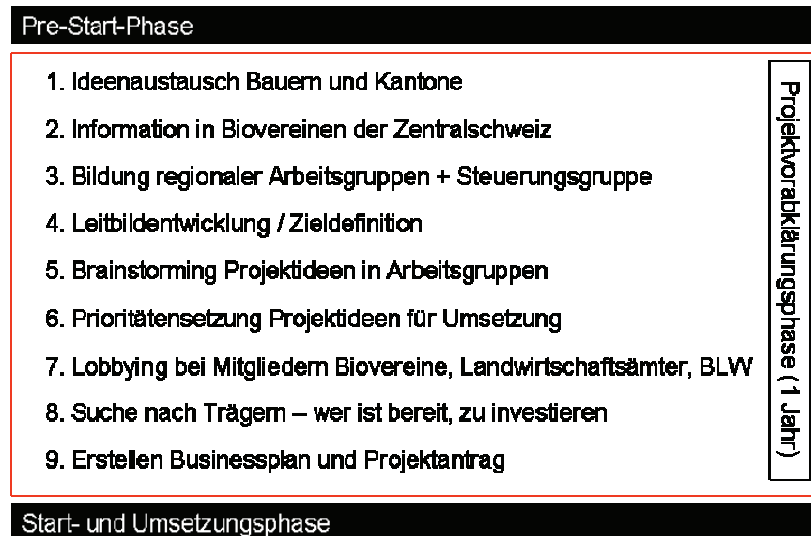 Pre-Start-Phase
1. Ideenaustausch Bauern und Kantone
2. Information in Biovereinen der Zentralschweiz
3. Bildung regionaler Arbeitsgruppen + Steuerungsgruppe
4. Leitbildentwicklung / Zieldefinition
5. Brainstorming Projektideen in Arbeitsgruppen
6. Prioritätensetzung Projektideen für Umsetzung
7. Lobbying bei Mitgliedern Biovereine, Landwirtschaftsämter, BLW
8. Suche nach Trägern – wer ist bereit, zu investieren
9. Erstellen Businessplan und Projektantrag
Projektvorabklärungsphase (1 Jahr)
Start- und Umsetzungsphase